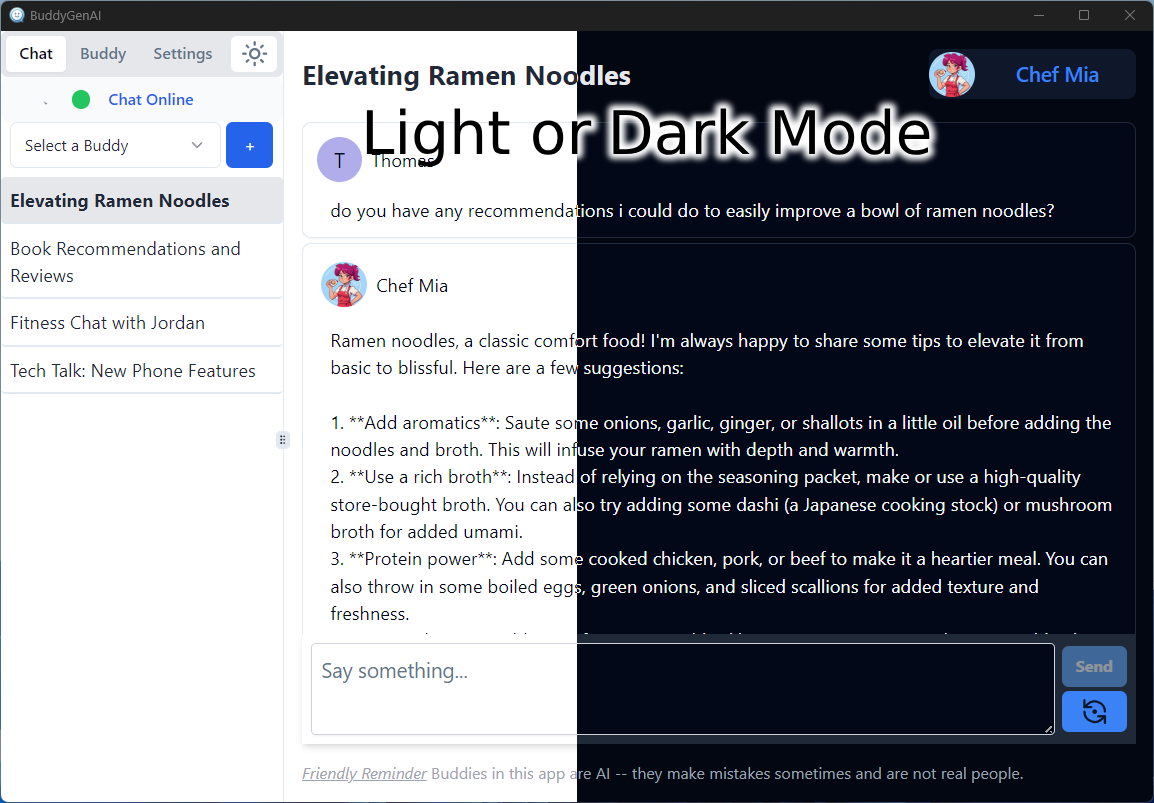 BuddyGenAI
Chat Buddy Settings
Chat Online
Select a Buddy
+
Elevating Ramen Noodles
Book Recommendations and
Reviews
Fitness Chat with Jordan
Tech Talk: New Phone Features
Elevating Ramen Noodles
Chef Mia
Light or Dark Mode
T Thomas
do you have any recommendations i could do to easily improve a bowl of ramen noodles?
Chef Mia
Ramen noodles, a classic comfort food! I'm always happy to share some tips to elevate it from
basic to blissful. Here are a few suggestions:
1. **Add aromatics**: Saute some onions, garlic, ginger, or shallots in a little oil before adding the
noodles and broth. This will infuse your ramen with depth and warmth.
2. **Use a rich broth**: Instead of relying on the seasoning packet, make or use a high-quality
store-bought broth. You can also try adding some dashi (a Japanese cooking stock) or mushroom
broth for added umami.
3. **Protein power**: Add some cooked chicken, pork, or beef to make it a heartier meal. You can
also throw in some boiled eggs, green onions, and sliced scallions for added texture and
freshness.
Say something...
Send
Friendly Reminder Buddies in this app are AI -- they make mistakes sometimes and are not real people.